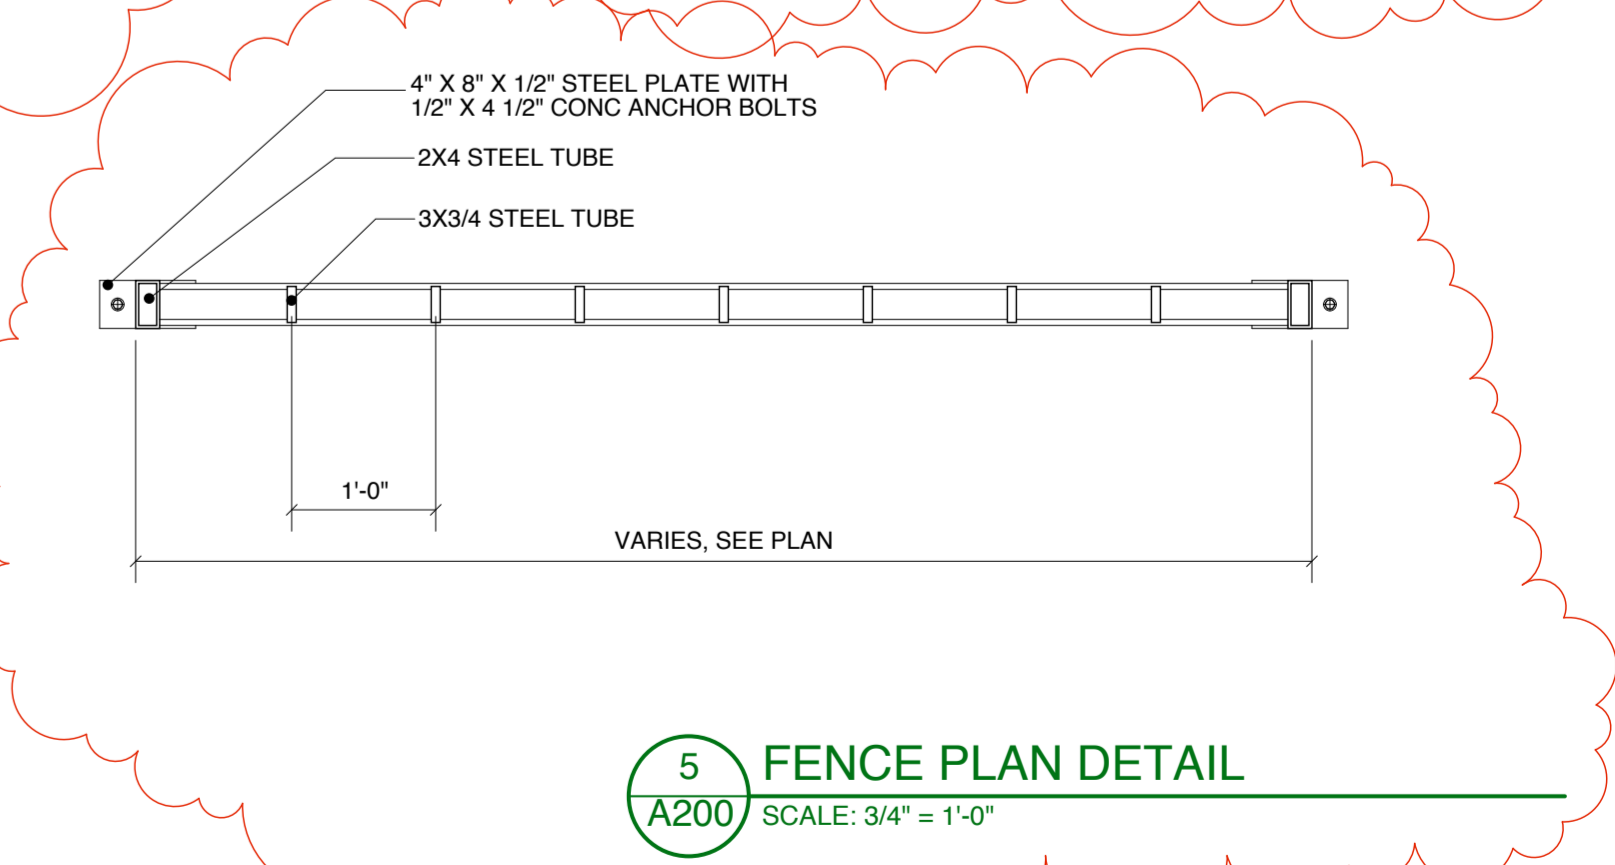 4" X 8" X 1/2" STEEL PLATE WITH
1/2" X 4 1/2" CONC ANCHOR BOLTS
2X4 STEEL TUBE
3X3/4 STEEL TUBE
1'-0"
VARIES, SEE PLAN
5
A200
FENCE PLAN DETAIL
SCALE: 3/4" = 1'-0"